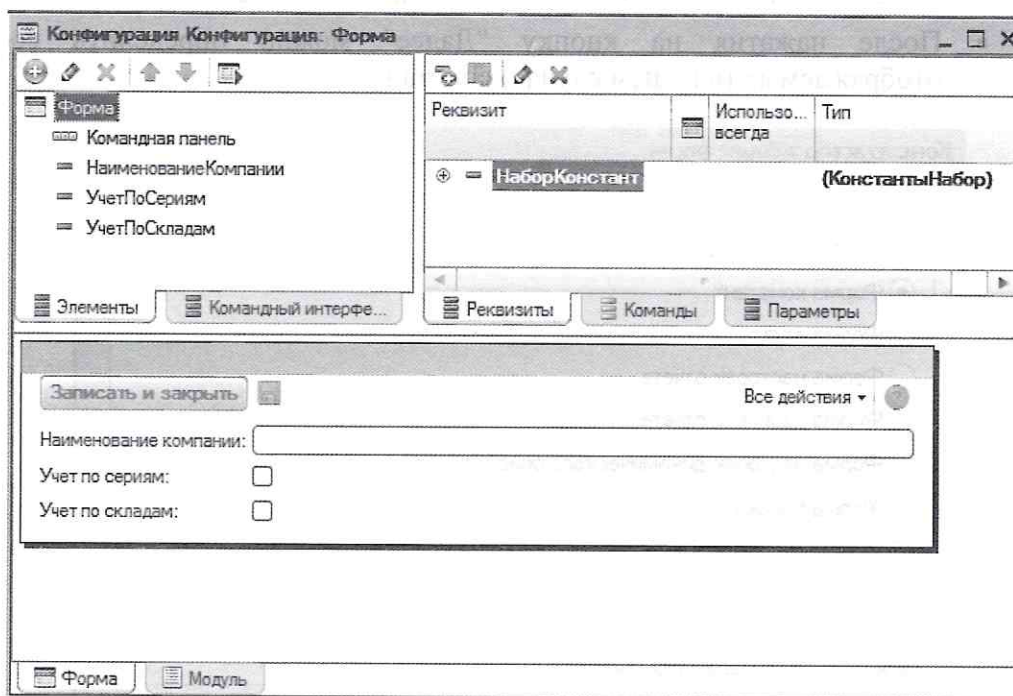 Конфигурация Конфигурация: Форма
Форма
Командная панель
НаименованиеКомпании
УчетПоСериям
УчетПоСкладам
Элементы
Командный интерфе...
Реквизит
Использо... всегда
Тип
НаборКонстант
(КонстантыНабор)
Реквизиты
Команды
Параметры
Записать и закрыть
Все действия
Наименование компании:
Учет по сериям:
Учет по складам:
Форма
Модуль